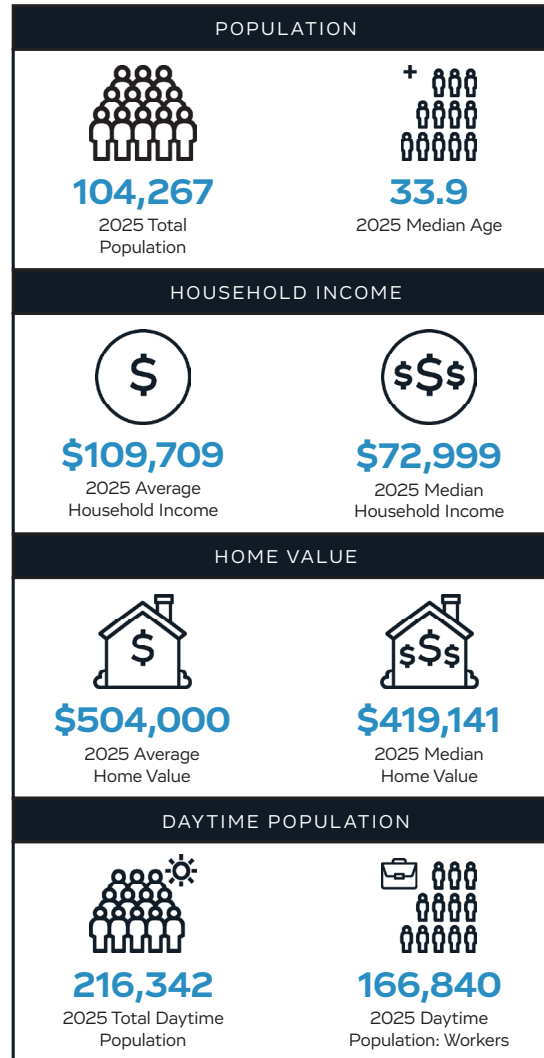 POPULATION
104,267
2025 Total
Population
33.9
2025 Median Age
HOUSEHOLD INCOME
$
$109,709
2025 Average
Household Income
$$$
$72,999
2025 Median
Household Income
HOME VALUE
$
$504,000
2025 Average
Home Value
$$$
$419,141
2025 Median
Home Value
DAYTIME POPULATION
216,342
2025 Total Daytime
Population
166,840
2025 Daytime
Population: Workers